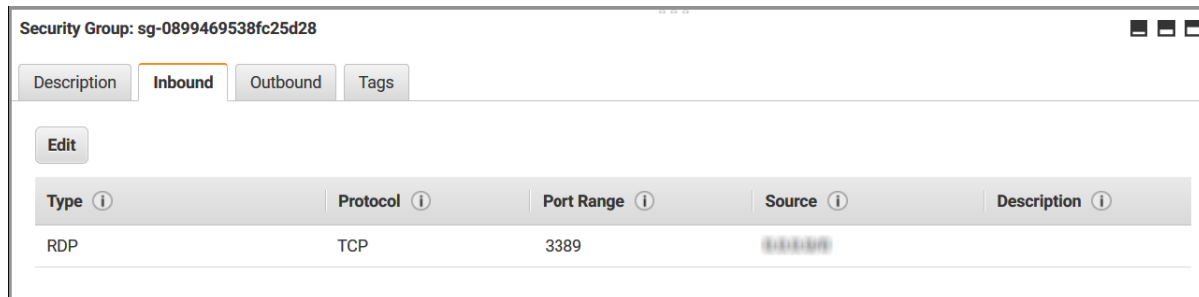 Security Group: sg-0899469538fc25d28
Description Inbound Outbound Tags
Edit
Type Protocol Port Range Source Description
RDP TCP 3389